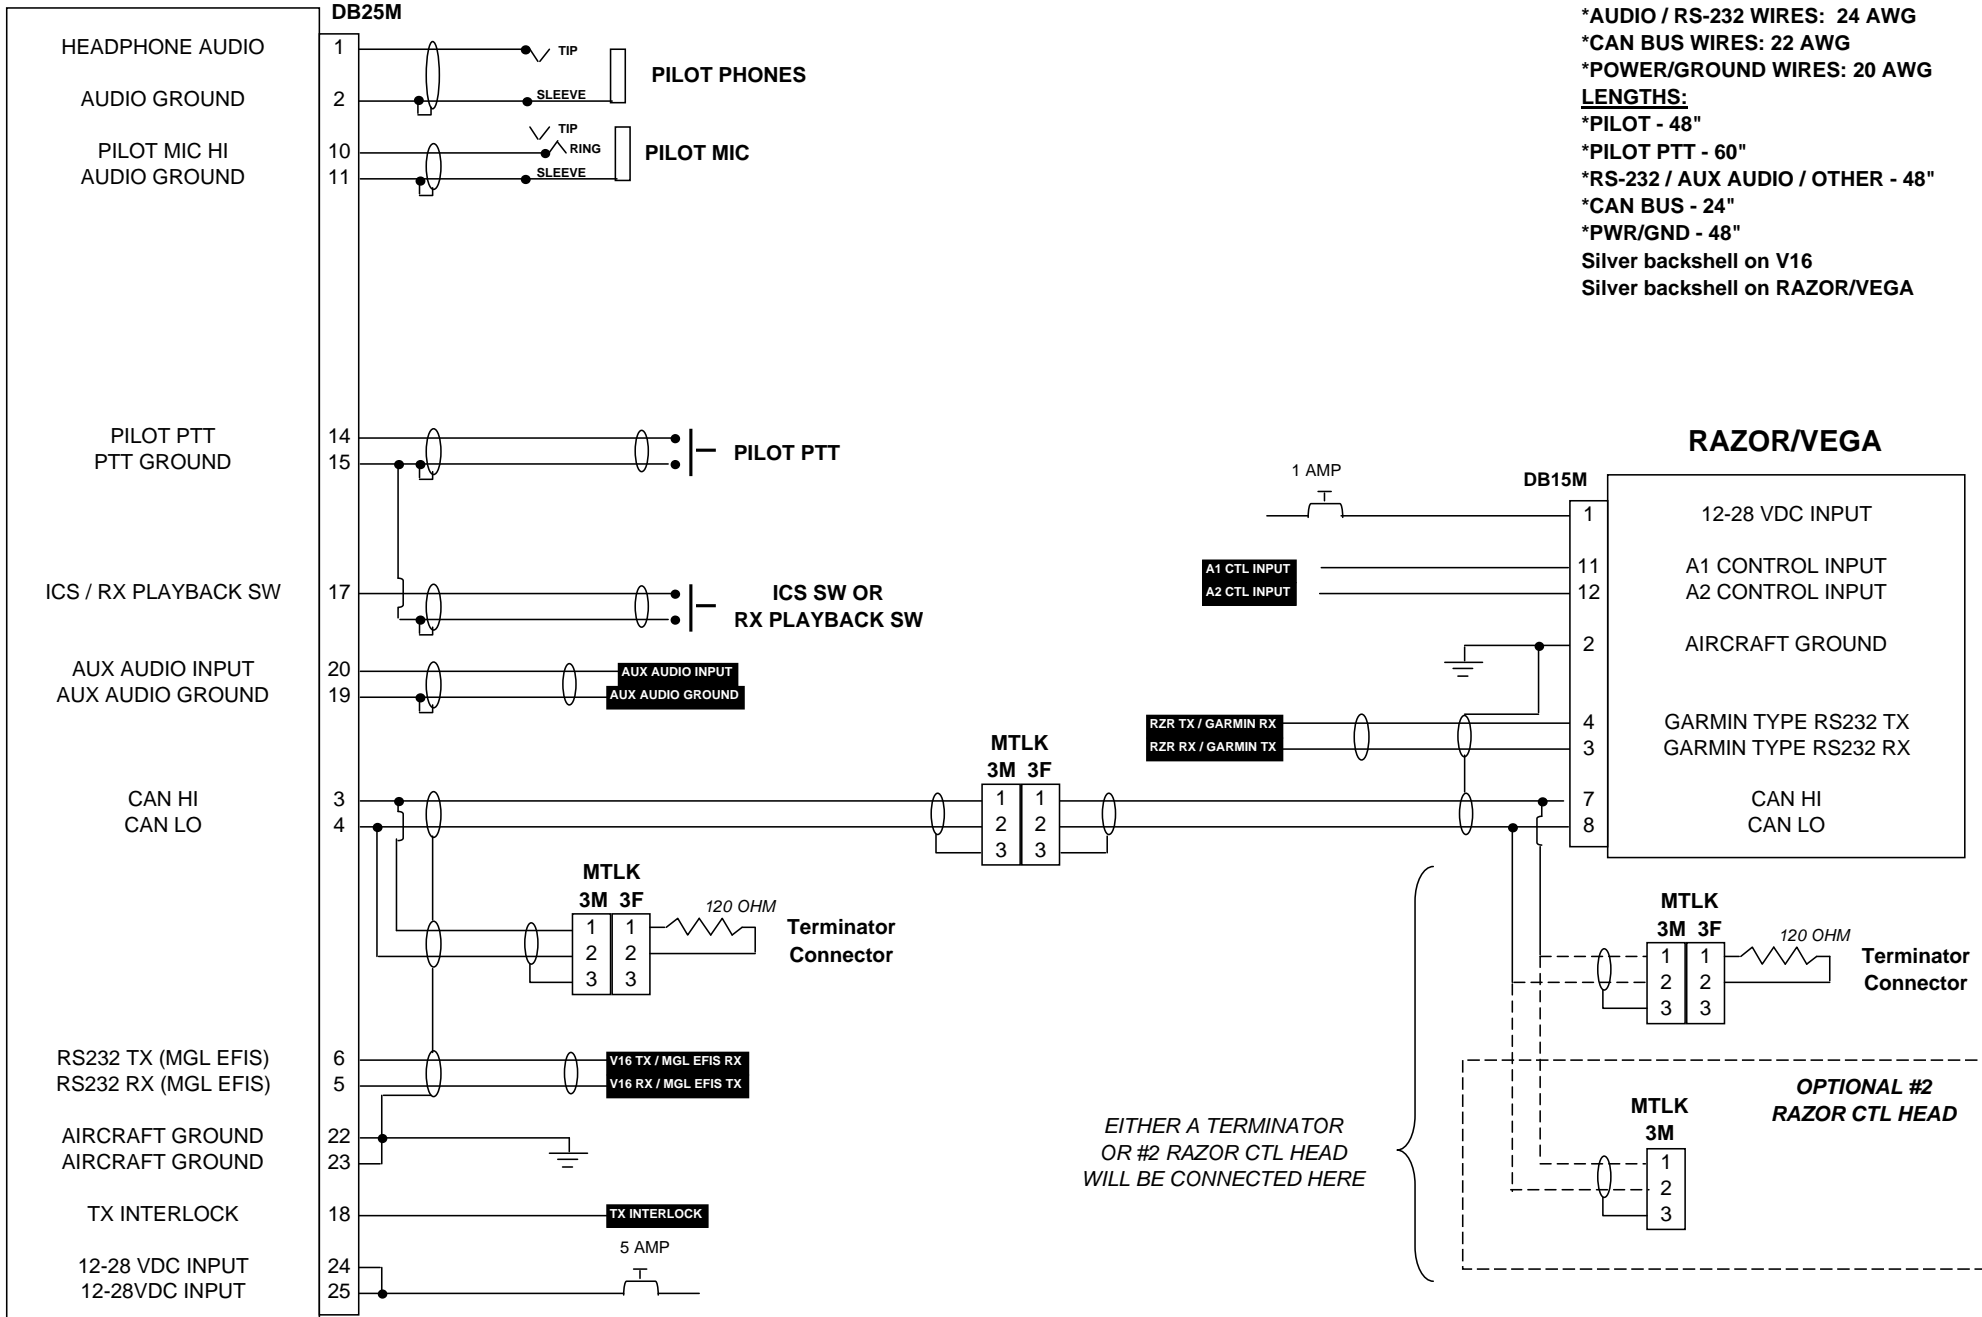 DB25M
HEADPHONE AUDIO 1
AUDIO GROUND 2
PILOT MIC HI 10
AUDIO GROUND 11
TIP
SLEEVE
PILOT PHONES
TIP
RING
SLEEVE
PILOT MIC
*AUDIO / RS-232 WIRES: 24 AWG
*CAN BUS WIRES: 22 AWG
*POWER/GROUND WIRES: 20 AWG
LENGTHS:
*PILOT - 48"
*PILOT PTT - 60"
*RS-232 / AUX AUDIO / OTHER - 48"
*CAN BUS - 24"
*PWR/GND - 48"
Silver backshell on V16
Silver backshell on RAZOR/VEGA
PILOT PTT 14
PTT GROUND 15
PILOT PTT
ICS / RX PLAYBACK SW 17
ICS SW OR
RX PLAYBACK SW
AUX AUDIO INPUT 20
AUX AUDIO GROUND 19
AUX AUDIO INPUT
AUX AUDIO GROUND
CAN HI 3
CAN LO 4
MTLK
3M 3F
1 1
2 2
3 3
MTLK
3M 3F
1 1
2 2
3 3
120 OHM
Terminator
Connector
RS232 TX (MGL EFIS) 6
RS232 RX (MGL EFIS) 5
V16 TX / MGL EFIS RX
V16 RX / MGL EFIS TX
AIRCRAFT GROUND 22
AIRCRAFT GROUND 23
TX INTERLOCK 18
TX INTERLOCK
12-28 VDC INPUT 24
12-28VDC INPUT 25
5 AMP
RAZOR/VEGA
1 AMP
DB15M
1 12-28 VDC INPUT
A1 CTL INPUT
A2 CTL INPUT
11 A1 CONTROL INPUT
12 A2 CONTROL INPUT
2 AIRCRAFT GROUND
RZR TX / GARMIN RX
RZR RX / GARMIN TX
4 GARMIN TYPE RS232 TX
3 GARMIN TYPE RS232 RX
7 CAN HI
8 CAN LO
MTLK
3M 3F
1 1
2 2
3 3
120 OHM
Terminator
Connector
EITHER A TERMINATOR
OR #2 RAZOR CTL HEAD
WILL BE CONNECTED HERE
OPTIONAL #2
RAZOR CTL HEAD
MTLK
3M
1
2
3